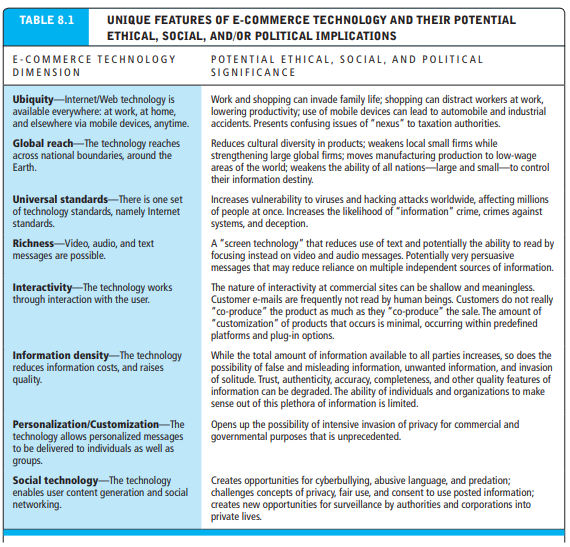 TABLE 8.1
UNIQUE FEATURES OF E-COMMERCE TECHNOLOGY AND THEIR POTENTIAL
ETHICAL, SOCIAL, AND/OR POLITICAL IMPLICATIONS
E-COMMERCE TECHNOLOGY
DIMENSION
POTENTIAL ETHICAL, SOCIAL, AND POLITICAL
SIGNIFICANCE
Ubiquity—Internet/Web technology is
available everywhere: at work, at home,
and elsewhere via mobile devices, anytime.
Work and shopping can invade family life; shopping can distract workers at work,
lowering productivity; use of mobile devices can lead to automobile and industrial
accidents. Presents confusing issues of "nexus" to taxation authorities.
Global reach—The technology reaches
across national boundaries, around the
Earth.
Reduces cultural diversity in products; weakens local small firms while
strengthening large global firms; moves manufacturing production to low-wage
areas of the world; weakens the ability of all nations—large and small—to control
their information destiny.
Universal standards—There is one set
of technology standards, namely Internet
standards.
Increases vulnerability to viruses and hacking attacks worldwide, affecting millions
of people at once. Increases the likelihood of "information" crime, crimes against
systems, and deception.
Richness—Video, audio, and text
messages are possible.
A "screen technology" that reduces use of text and potentially the ability to read by
focusing instead on video and audio messages. Potentially very persuasive
messages that may reduce reliance on multiple independent sources of information.
Interactivity—The technology works
through interaction with the user.
The nature of interactivity at commercial sites can be shallow and meaningless.
Customer e-mails are frequently not read by human beings. Customers do not really
"co-produce" the product as much as they "co-produce" the sale. The amount of
"customization" of products that occurs is minimal, occurring within predefined
platforms and plug-in options.
Information density—The technology
reduces information costs, and raises
quality.
While the total amount of information available to all parties increases, so does the
possibility of false and misleading information, unwanted information, and invasion
of solitude. Trust, authenticity, accuracy, completeness, and other quality features of
information can be degraded. The ability of individuals and organizations to make
sense out of this plethora of information is limited.
Personalization/Customization—The
technology allows personalized messages
to be delivered to individuals as well as
groups.
Opens up the possibility of intensive invasion of privacy for commercial and
governmental purposes that is unprecedented.
Social technology—The technology
enables user content generation and social
networking.
Creates opportunities for cyberbullying, abusive language, and predation;
challenges concepts of privacy, fair use, and consent to use posted information;
creates new opportunities for surveillance by authorities and corporations into
private lives.